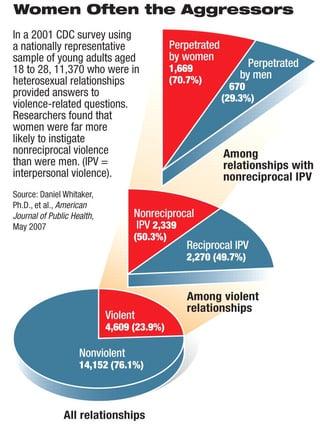 Women Often the Aggressors
In a 2001 CDC survey using
a nationally representative
sample of young adults aged
18 to 28, 11,370 who were in
heterosexual relationships
provided answers to
violence-related questions.
Researchers found that
women were far more
likely to instigate
nonreciprocal violence
than were men. (IPV =
interpersonal violence).
Source: Daniel Whitaker,
Ph.D., et al., American
Journal of Public Health,
May 2007
Perpetrated
by women
1,669
(70.7%)
Perpetrated
by men
670
(29.3%)
Among
relationships with
nonreciprocal IPV
Nonreciprocal
IPV 2,339
(50.3%)
Reciprocal IPV
2,270 (49.7%)
Among violent
relationships
Violent
4,609 (23.9%)
Nonviolent
14,152 (76.1%)
All relationships